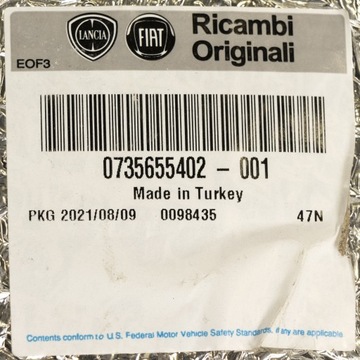 LANCIA FIAT Ricambi
Originali
EOF3
0735655402 - 001
Made in Turkey
PKG 2021/08/09 0098435 47N
Contents conform to U.S. Federal Motor Vehicle Safety Standards, if any are applicable